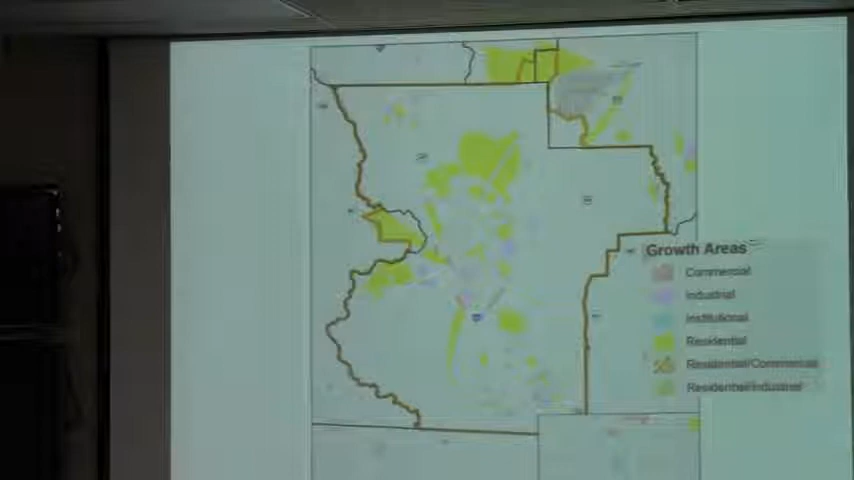 Growth Areas
Commercial
Industrial
Institutional
Residential
Residential/Commercial
Residential/Industrial